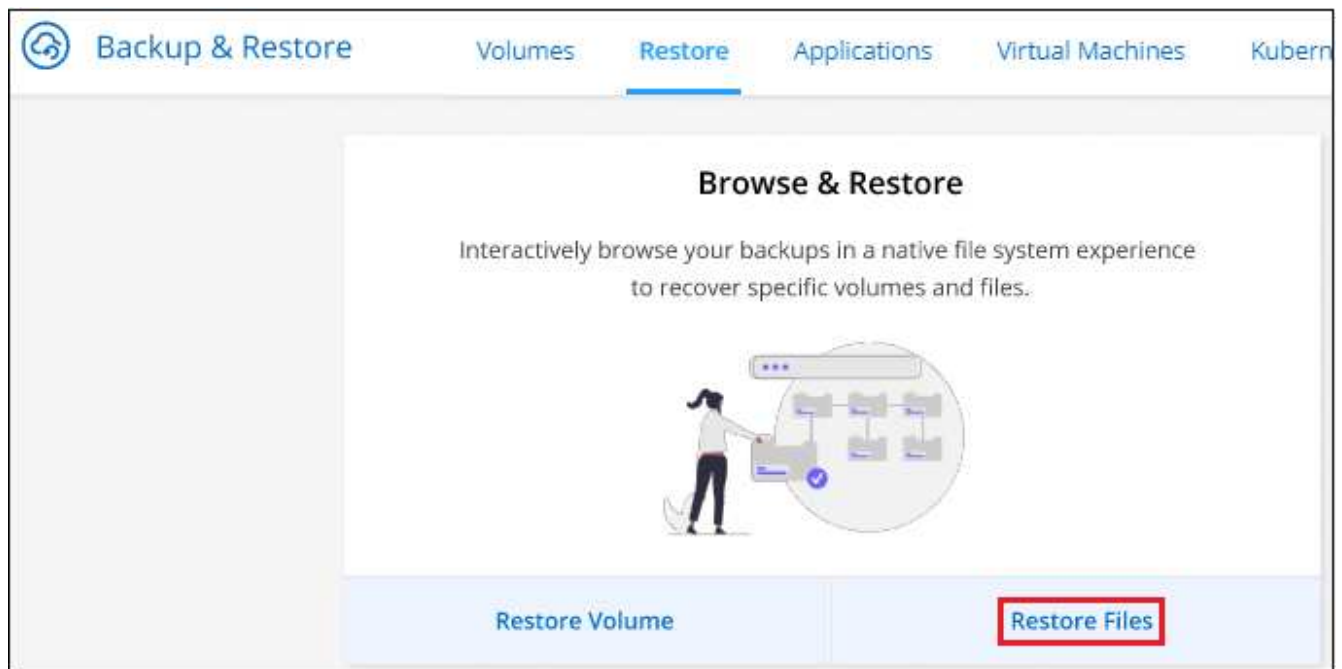 Backup & Restore Volumes Restore Applications Virtual Machines Kubern
Browse & Restore
Interactively browse your backups in a native file system experience
to recover specific volumes and files.
Restore Volume Restore Files